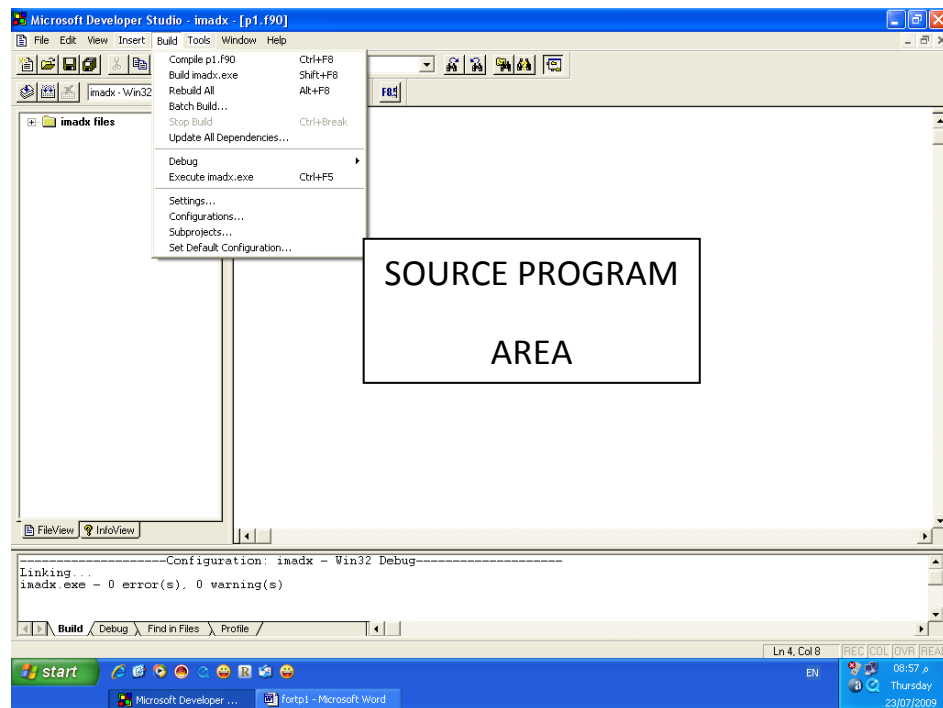 Microsoft Developer Studio - imadx - [p1.f90]
File Edit View Insert Build Tools Window Help
imadx - Win32
Compile p1.f90 Ctrl+F8
Build imadx.exe Shift+F8
Rebuild All Alt+F8
Batch Build...
Stop Build Ctrl+Break
Update All Dependencies...
Debug
Execute imadx.exe Ctrl+F5
Settings...
Configurations...
Subprojects...
Set Default Configuration...
imadx files
SOURCE PROGRAM
AREA
FileView InfoView
--------------------Configuration: imadx - Win32 Debug--------------------
Linking...
imadx.exe - 0 error(s), 0 warning(s)
Build Debug Find in Files Profile
Ln 4, Col 8 REC COL OVR REA
start R EN 08:57 م
Microsoft Developer ... fortp1 - Microsoft Word Thursday
23/07/2009